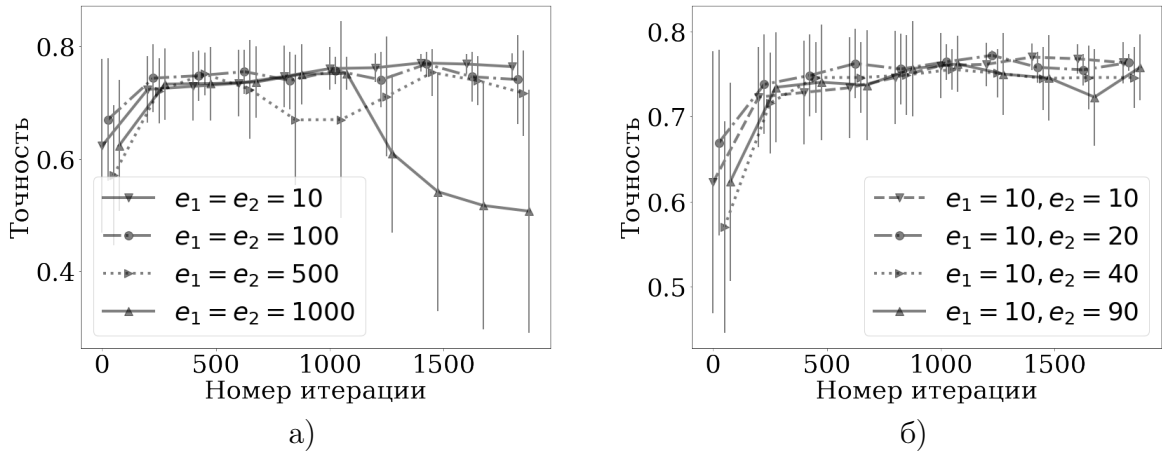 0.8
0.6
0.4
Точность
e₁ = e₂ = 10
e₁ = e₂ = 100
e₁ = e₂ = 500
e₁ = e₂ = 1000
0 500 1000 1500
Номер итерации
а)
0.8
0.7
0.6
0.5
Точность
e₁ = 10, e₂ = 10
e₁ = 10, e₂ = 20
e₁ = 10, e₂ = 40
e₁ = 10, e₂ = 90
0 500 1000 1500
Номер итерации
б)